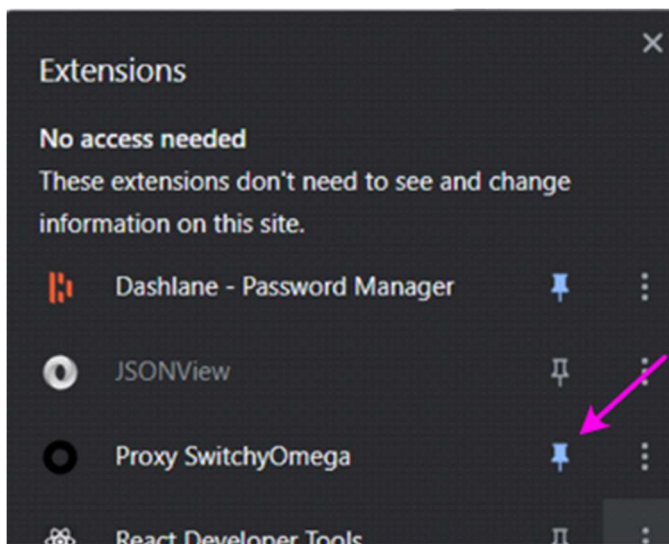 Extensions
No access needed
These extensions don't need to see and change
information on this site.
Dashlane - Password Manager
JSONView
Proxy SwitchyOmega
React Developer Tools